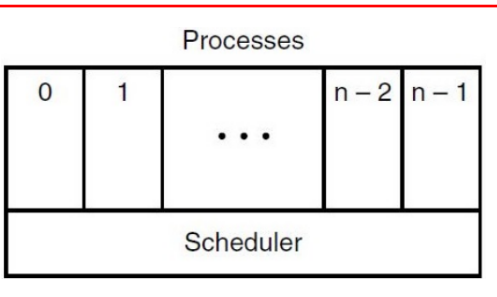 Processes
0 1 • • • n – 2 n – 1
Scheduler